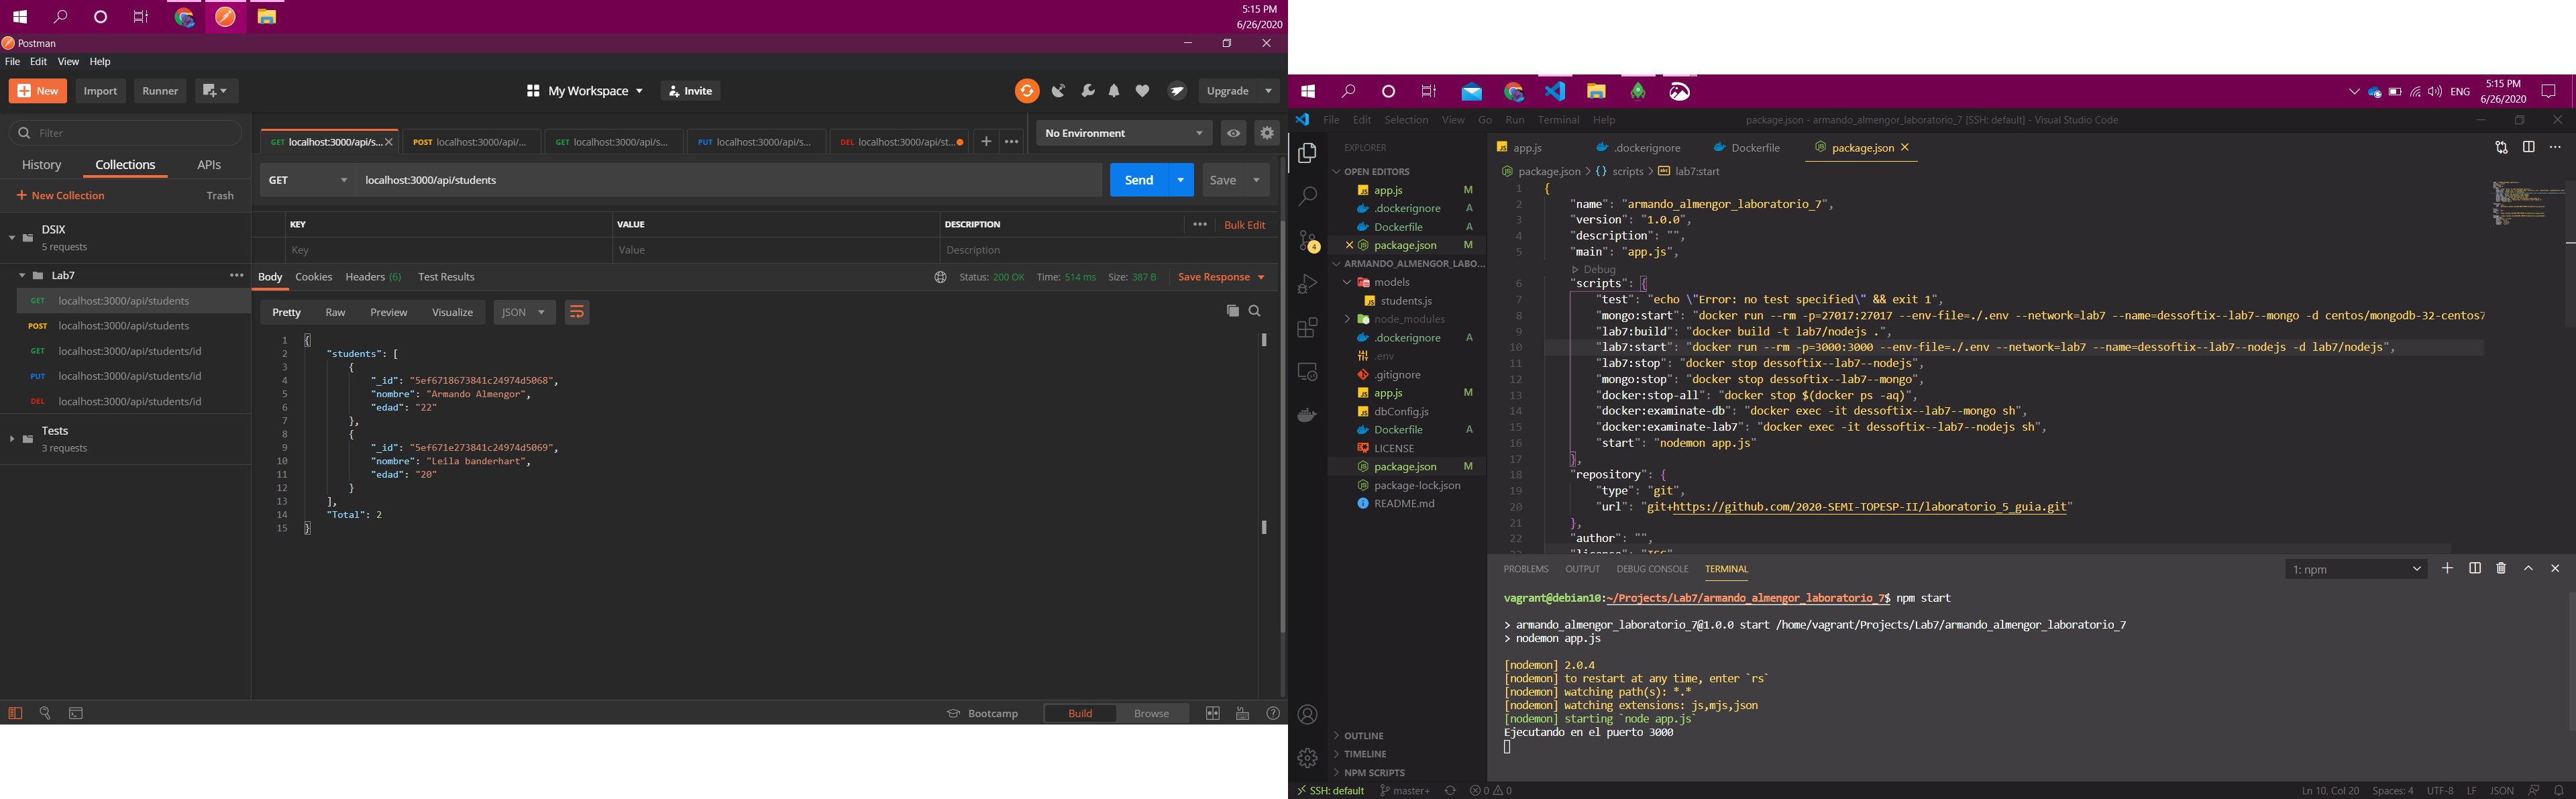 5:15 PM
6/26/2020
Postman
File Edit View Help
New Import Runner My Workspace Invite Upgrade
Filter
History Collections APIs
New Collection Trash
DSIX
5 requests
Lab7
GET localhost:3000/api/students
POST localhost:3000/api/students
GET localhost:3000/api/students/id
PUT localhost:3000/api/students/id
DEL localhost:3000/api/students/id
Tests
3 requests
GET localhost:3000/api/s... POST localhost:3000/api/... GET localhost:3000/api/s... PUT localhost:3000/api/s... DEL localhost:3000/api/st... No Environment
GET localhost:3000/api/students Send Save
KEY VALUE DESCRIPTION Bulk Edit
Key Value Description
Body Cookies Headers (6) Test Results Status: 200 OK Time: 514 ms Size: 387 B Save Response
Pretty Raw Preview Visualize JSON
1 {
2 "students": [
3 {
4 "_id": "5ef6718673841c24974d5068",
5 "nombre": "Armando Almengor",
6 "edad": "22"
7 },
8 {
9 "_id": "5ef671e273841c24974d5069",
10 "nombre": "Leila banderhart",
11 "edad": "20"
12 }
13 ],
14 "Total": 2
15 }
Bootcamp Build Browse
ENG 5:15 PM
6/26/2020
File Edit Selection View Go Run Terminal Help package.json - armando_almengor_laboratorio_7 [SSH: default] - Visual Studio Code
EXPLORER
OPEN EDITORS
app.js M
.dockerignore A
Dockerfile A
package.json M
ARMANDO_ALMENGOR_LABO...
models
students.js
node_modules
.dockerignore A
.env
.gitignore
app.js M
dbConfig.js
Dockerfile A
LICENSE
package.json M
package-lock.json
README.md
OUTLINE
TIMELINE
NPM SCRIPTS
4
app.js .dockerignore Dockerfile package.json
package.json > {} scripts > lab7:start
1 {
2 "name": "armando_almengor_laboratorio_7",
3 "version": "1.0.0",
4 "description": "",
5 "main": "app.js",
Debug
6 "scripts": {
7 "test": "echo \"Error: no test specified\" && exit 1",
8 "mongo:start": "docker run --rm -p=27017:27017 --env-file=./.env --network=lab7 --name=dessoftix--lab7--mongo -d centos/mongodb-32-centos7
9 "lab7:build": "docker build -t lab7/nodejs .",
10 "lab7:start": "docker run --rm -p=3000:3000 --env-file=./.env --network=lab7 --name=dessoftix--lab7--nodejs -d lab7/nodejs",
11 "lab7:stop": "docker stop dessoftix--lab7--nodejs",
12 "mongo:stop": "docker stop dessoftix--lab7--mongo",
13 "docker:stop-all": "docker stop $(docker ps -aq)",
14 "docker:examinate-db": "docker exec -it dessoftix--lab7--mongo sh",
15 "docker:examinate-lab7": "docker exec -it dessoftix--lab7--nodejs sh",
16 "start": "nodemon app.js"
17 },
18 "repository": {
19 "type": "git",
20 "url": "git+https://github.com/2020-SEMI-TOPESP-II/laboratorio_5_guia.git"
21 },
22 "author": "",
PROBLEMS OUTPUT DEBUG CONSOLE TERMINAL 1: npm
vagrant@debian10:~/Projects/Lab7/armando_almengor_laboratorio_7$ npm start
> armando_almengor_laboratorio_7@1.0.0 start /home/vagrant/Projects/Lab7/armando_almengor_laboratorio_7
> nodemon app.js
[nodemon] 2.0.4
[nodemon] to restart at any time, enter `rs`
[nodemon] watching path(s): *.*
[nodemon] watching extensions: js,mjs,json
[nodemon] starting `node app.js`
Ejecutando en el puerto 3000
SSH: default master+ 0 0 Ln 10, Col 20 Spaces: 4 UTF-8 LF JSON